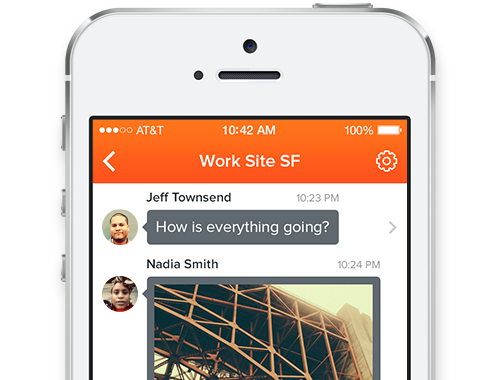 AT&T 10:42 AM 100%
Work Site SF
Jeff Townsend 10:23 PM
How is everything going?
Nadia Smith 10:24 PM